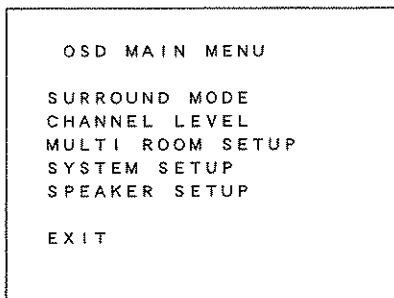 OSD MAIN MENU
SURROUND MODE
CHANNEL LEVEL
MULTI ROOM SETUP
SYSTEM SETUP
SPEAKER SETUP
EXIT